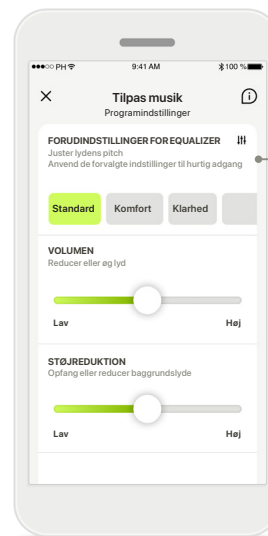 PH 9:41 AM 100 %
Tilpas musik
Programindstillinger
FORUDINDSTILLINGER FOR EQUALIZER
Juster lydens pitch
Anvend de forvalgte indstillinger til hurtig adgang
Standard Komfort Klarhed
VOLUMEN
Reducer eller øg lyd
Lav Høj
STØJREDUKTION
Opfang eller reducer baggrundslyde
Lav Høj